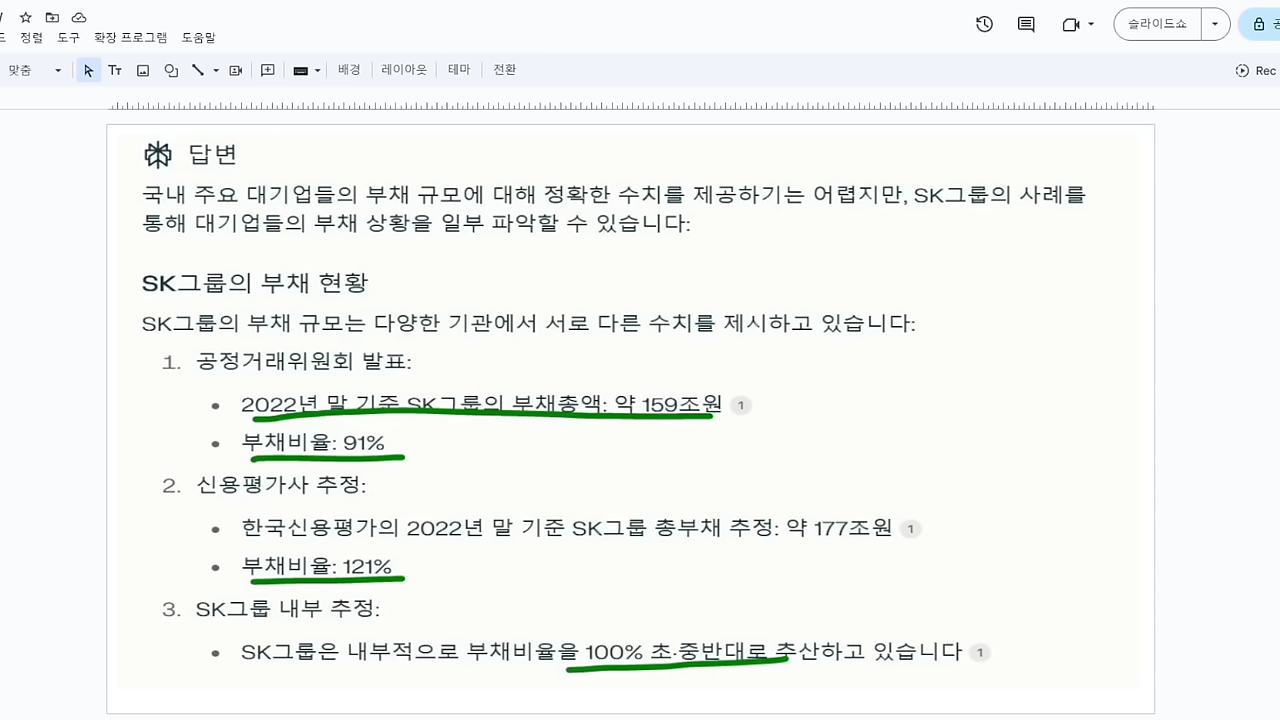 정렬 도구 확장 프로그램 도움말
슬라이드쇼
맞춤 Tт 배경 레이아웃 테마 전환 Rec
답변
국내 주요 대기업들의 부채 규모에 대해 정확한 수치를 제공하기는 어렵지만, SK그룹의 사례를
통해 대기업들의 부채 상황을 일부 파악할 수 있습니다:
SK그룹의 부채 현황
SK그룹의 부채 규모는 다양한 기관에서 서로 다른 수치를 제시하고 있습니다:
1. 공정거래위원회 발표:
• 2022년 말 기준 SK그룹의 부채총액: 약 159조원 1
• 부채비율: 91%
2. 신용평가사 추정:
• 한국신용평가의 2022년 말 기준 SK그룹 총부채 추정: 약 177조원 1
• 부채비율: 121%
3. SK그룹 내부 추정:
• SK그룹은 내부적으로 부채비율을 100% 초·중반대로 추산하고 있습니다 1